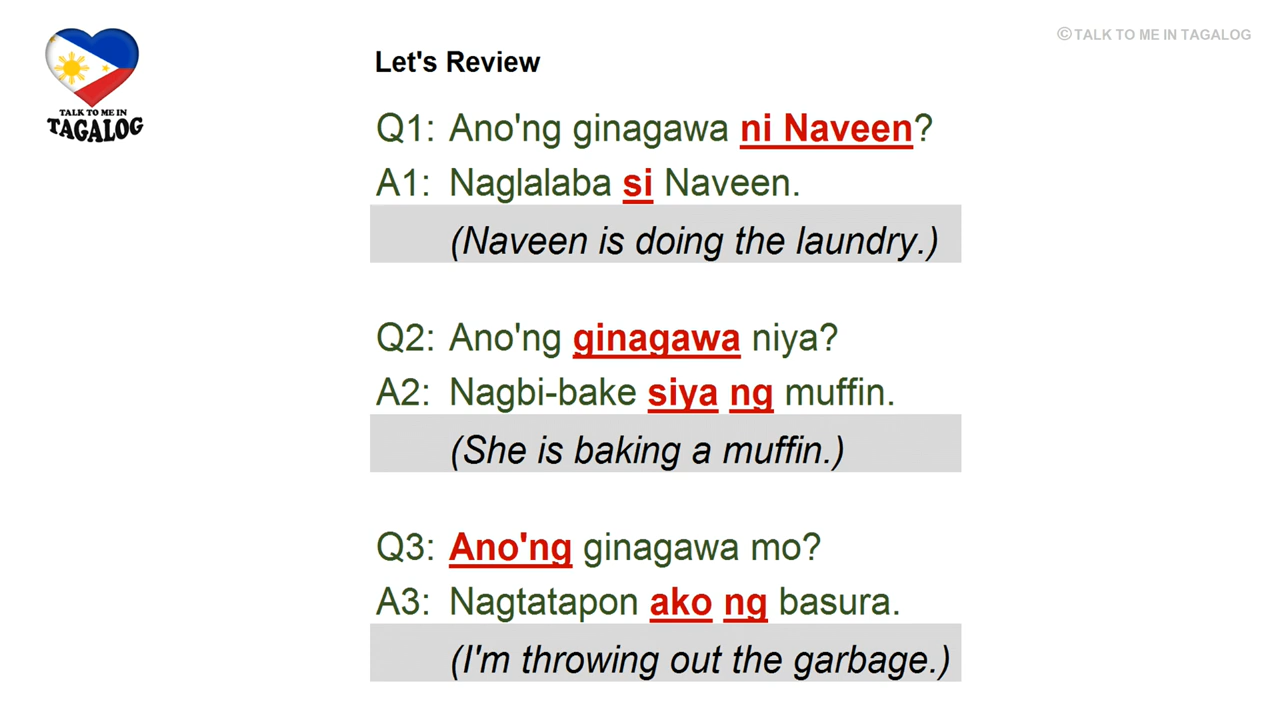 ©TALK TO ME IN TAGALOG
TALK TO ME IN
TAGALOG
Let's Review
Q1: Ano'ng ginagawa ni Naveen?
A1: Naglalaba si Naveen.
(Naveen is doing the laundry.)
Q2: Ano'ng ginagawa niya?
A2: Nagbi-bake siya ng muffin.
(She is baking a muffin.)
Q3: Ano'ng ginagawa mo?
A3: Nagtatapon ako ng basura.
(I'm throwing out the garbage.)